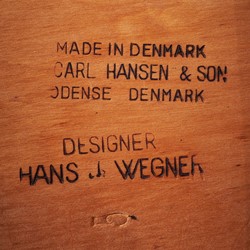 MADE IN DENMARK
CARL HANSEN & SON
ODENSE DENMARK
DESIGNER
HANS J. WEGNER